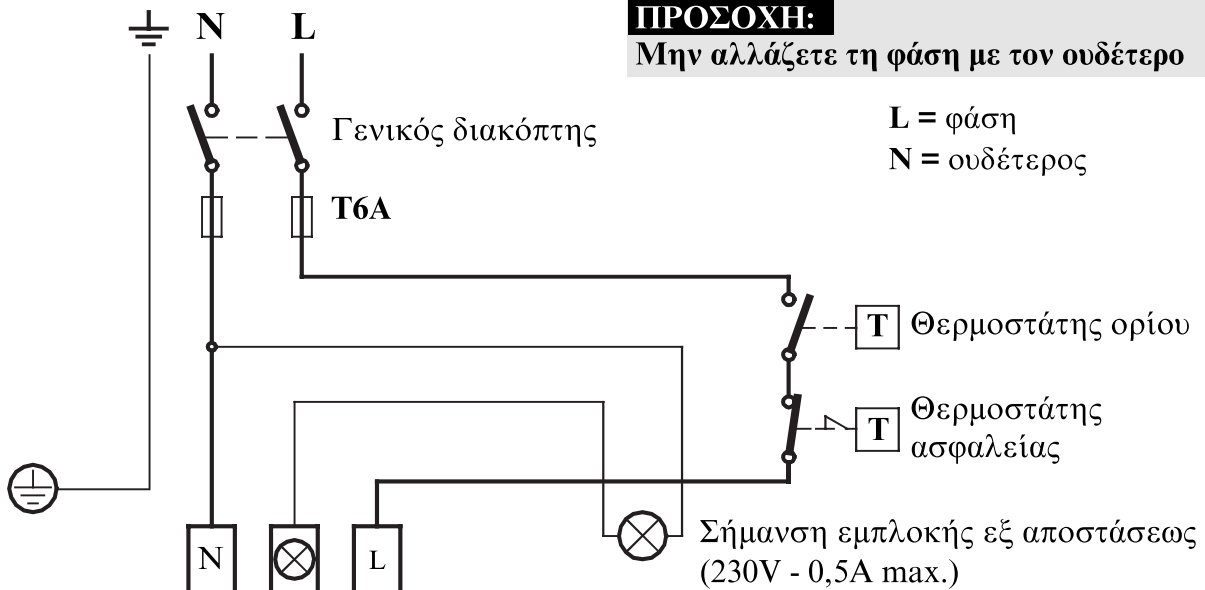 N L
ΠΡΟΣΟΧΗ:
Μην αλλάζετε τη φάση με τον ουδέτερο
Γενικός διακόπτης
L = φάση
N = ουδέτερος
T6A
T Θερμοστάτης ορίου
T Θερμοστάτης
ασφαλείας
Σήμανση εμπλοκής εξ αποστάσεως
(230V - 0,5A max.)
N L